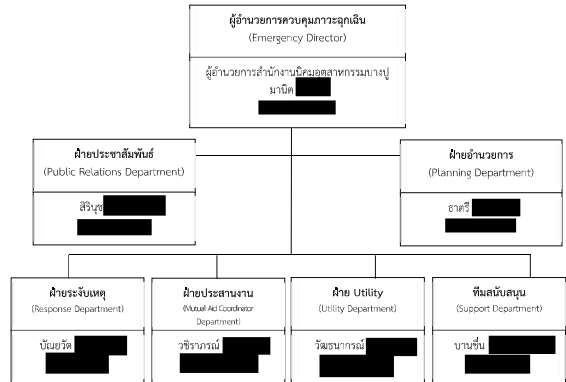 ผู้อำนวยการควบคุมภาวะฉุกเฉิน
(Emergency Director)
ผู้อำนวยการสำนักงานนิคมอุตสาหกรรมบางปู
มานิต
ฝ่ายประชาสัมพันธ์
(Public Relations Department)
สิรินุช
ฝ่ายอำนวยการ
(Planning Department)
ธาตรี
ฝ่ายระงับเหตุ
(Response Department)
บัณยวัต
ฝ่ายประสานงาน
(Mutual Aid Coordinator
Department)
วชิราภรณ์
ฝ่าย Utility
(Utility Department)
วัฒธนากรณ์
ทีมสนับสนุน
(Support Department)
บานชื่น